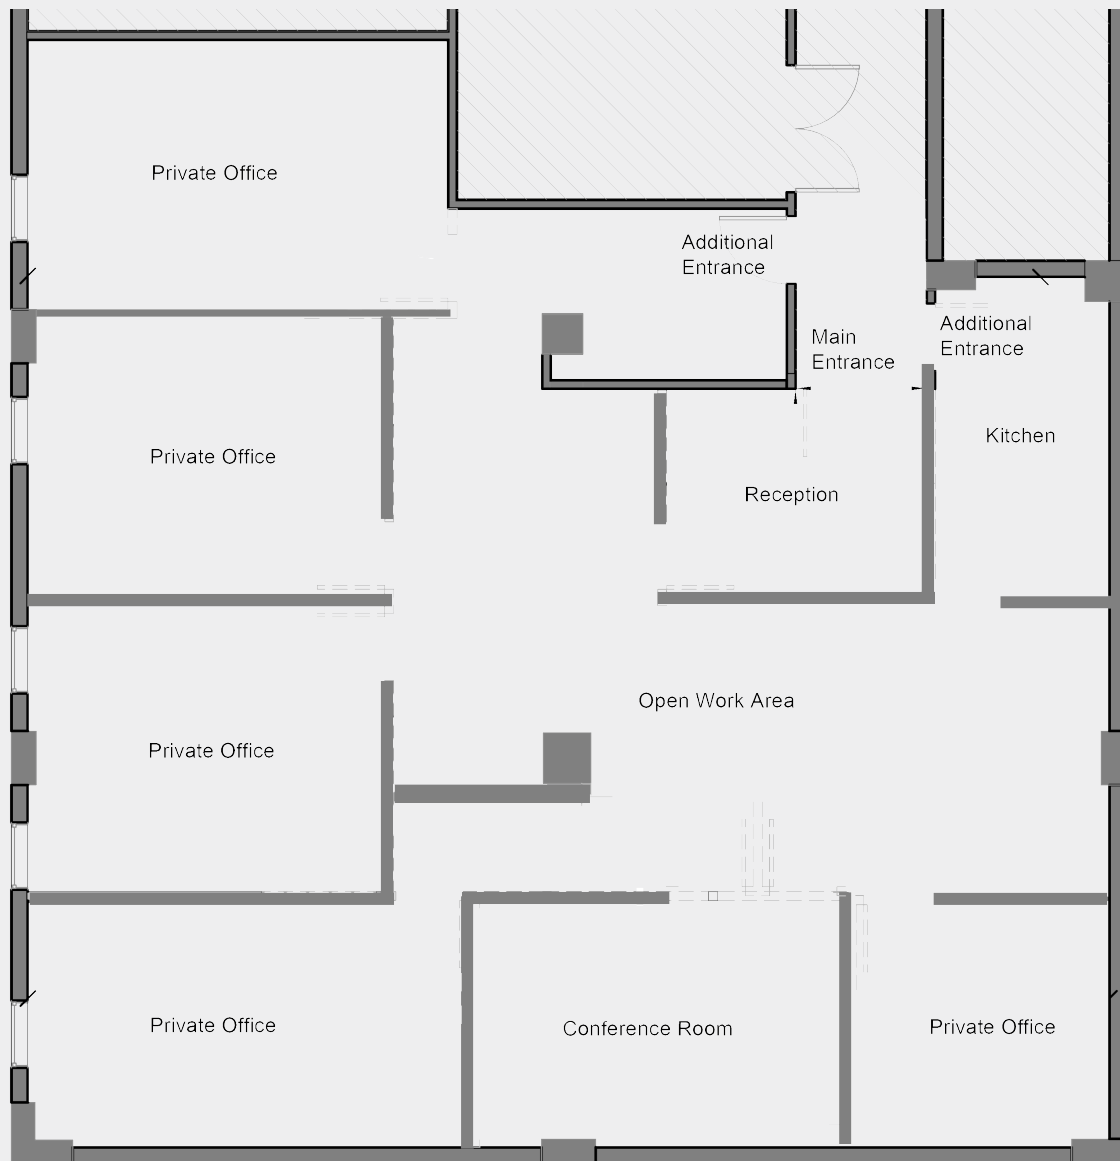 Private Office
Additional
Entrance
Main
Entrance
Additional
Entrance
Kitchen
Private Office
Reception
Open Work Area
Private Office
Private Office
Conference Room
Private Office